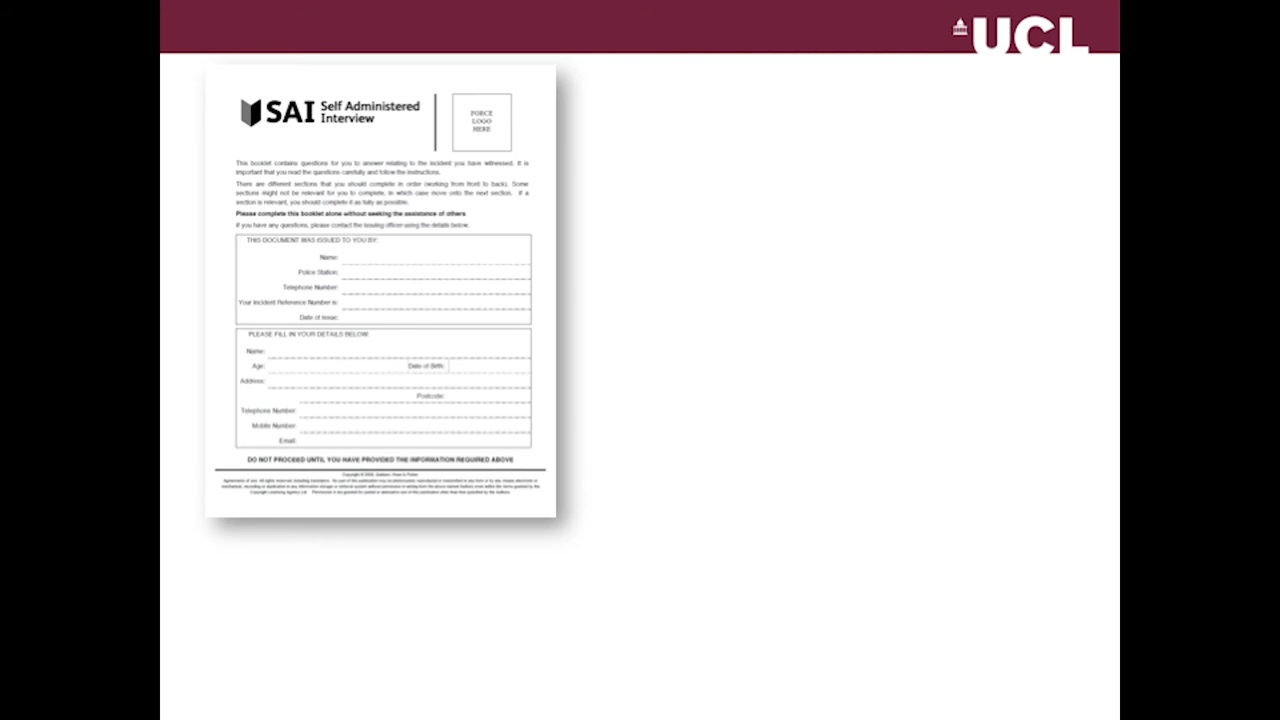 UCL
SAI Self Administered
Interview
FORCE
LOGO
HERE
This booklet contains questions for you to answer relating to the incident you have witnessed. It is
important that you read the questions carefully and follow the instructions.
There are different sections that you should complete in order (working from front to back). Some
sections might not be relevant for you to complete, in which case move onto the next section. If a
section is relevant, you should complete it as fully as possible.
Please complete this booklet alone without seeking the assistance of others
If you have any questions, please contact the issuing officer using the details below.
THIS DOCUMENT WAS ISSUED TO YOU BY:
Name:
Police Station:
Telephone Number:
Your Incident Reference Number is:
Date of Issue:
PLEASE FILL IN YOUR DETAILS BELOW:
Name:
Age: Date of Birth:
Address:
Postcode:
Telephone Number:
Mobile Number:
Email:
DO NOT PROCEED UNTIL YOU HAVE PROVIDED THE INFORMATION REQUIRED ABOVE